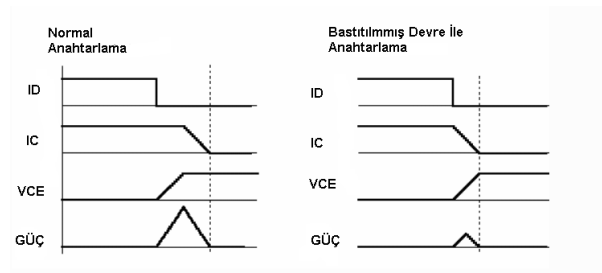 Normal
Anahtarlama
ID
IC
VCE
GÜÇ
Bastıtılmmış Devre İle
Anahtarlama
ID
IC
VCE
GÜÇ